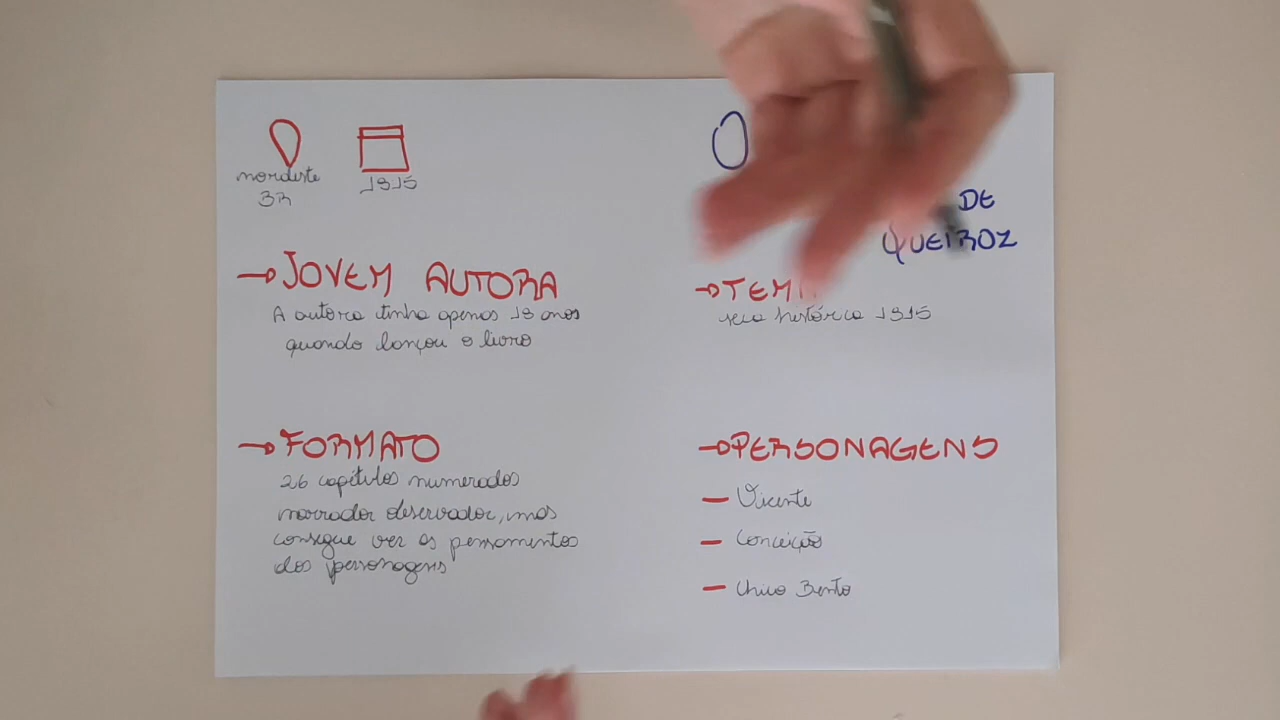 nordeste
BR
1915
O
DE
QUEIROZ
→ JOVEM AUTORA
A autora tinha apenas 19 anos
quando lançou o livro
→ TEM
seca histórica 1915
→ FORMATO
26 capítulos numerados
narrador observador, mas
consegue ver os pensamentos
dos personagens
→ PERSONAGENS
– Vicente
– Conceição
– Chico Bento